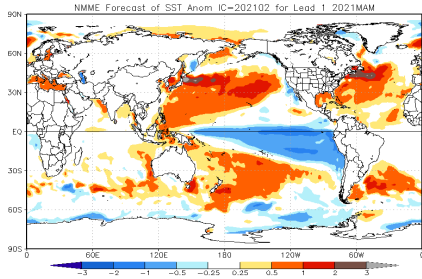 NMME Forecast of SST Anom IC-202102 for Lead 1 2021MAM
90N
60N
30N
EQ
30S
60S
90S
0 60E 120E 180 120W 60W 0
-3 -2 -1 -0.5 -0.25 0.25 0.5 1 2 3